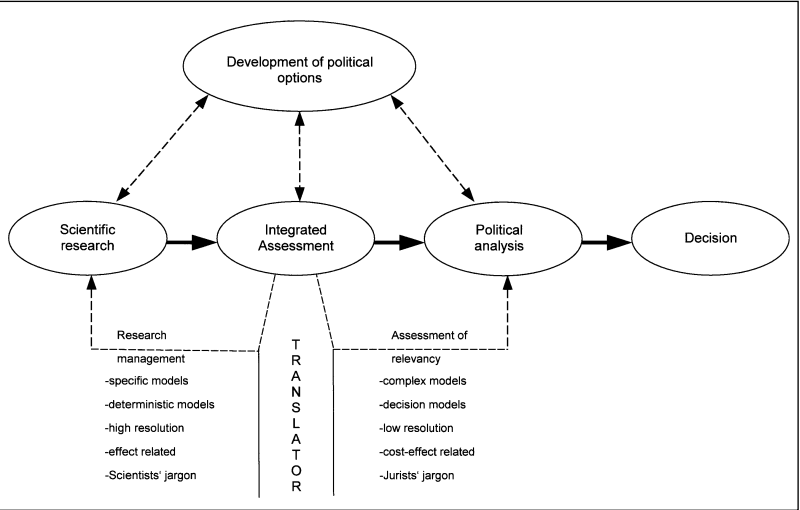 Development of political
options
Scientific
research
Integrated
Assessment
Political
analysis
Decision
Research
management
-specific models
-deterministic models
-high resolution
-effect related
-Scientists' jargon
TRANSLATOR
Assessment of
relevancy
-complex models
-decision models
-low resolution
-cost-effect related
-Jurists' jargon